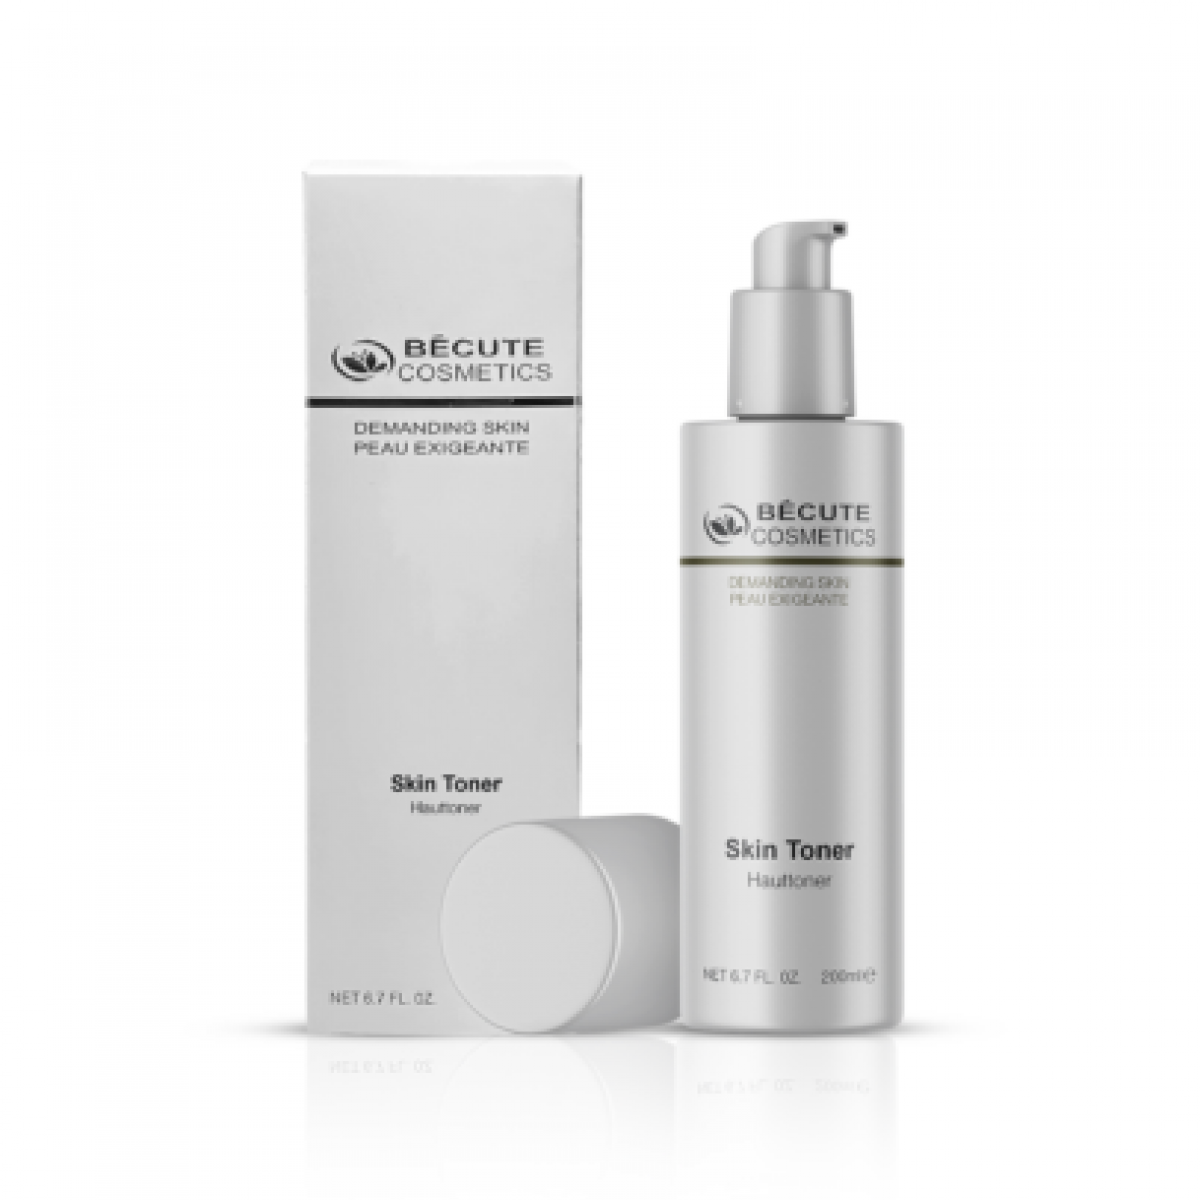 BĒCUTE
COSMETICS
DEMANDING SKIN
PEAU EXIGEANTE
Skin Toner
Hauttoner
NET 6.7 FL. OZ.
BĒCUTE
COSMETICS
DEMANDING SKIN
PEAU EXIGEANTE
Skin Toner
Hauttoner
NET 6.7 FL. OZ. 200ml℮